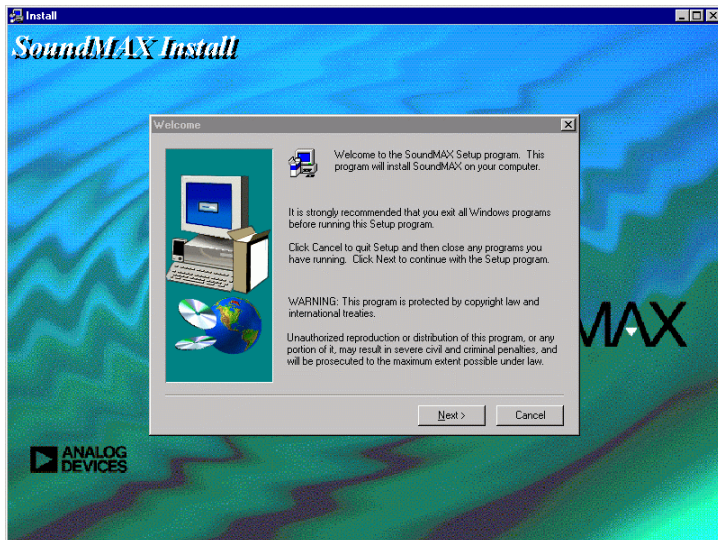 Install
SoundMAX Install
Welcome
Welcome to the SoundMAX Setup program. This
program will install SoundMAX on your computer.
It is strongly recommended that you exit all Windows programs
before running this Setup program.
Click Cancel to quit Setup and then close any programs you
have running. Click Next to continue with the Setup program.
WARNING: This program is protected by copyright law and
international treaties.
Unauthorized reproduction or distribution of this program, or any
portion of it, may result in severe civil and criminal penalties, and
will be prosecuted to the maximum extent possible under law.
Next >
Cancel
MAX
ANALOG
DEVICES